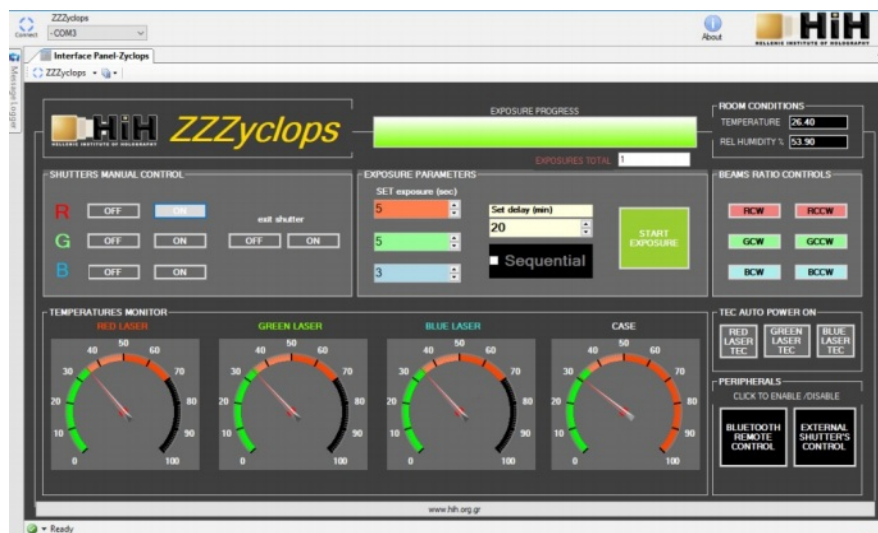 ZZZyclops
Connect
-COM3
About
HiH
HELLENIC INSTITUTE OF HOLOGRAPHY
Interface Panel-Zyclops
ZZZyclops
Message Logger
HiH
HELLENIC INSTITUTE OF HOLOGRAPHY
ZZZyclops
EXPOSURE PROGRESS
EXPOSURES TOTAL 1
ROOM CONDITIONS
TEMPERATURE 26.40
REL HUMIDITY % 53.90
SHUTTERS MANUAL CONTROL
R OFF ON
exit shutter
G OFF ON OFF ON
B OFF ON
EXPOSURE PARAMETERS
SET exposure (sec)
5
5
3
Set delay (min)
20
Sequential
START
EXPOSURE
BEAMS RATIO CONTROLS
RCW RCCW
GCW GCCW
BCW BCCW
TEMPERATURES MONITOR
RED LASER
0 10 20 30 40 50 60 70 80 90 100
GREEN LASER
0 10 20 30 40 50 60 70 80 90 100
BLUE LASER
0 10 20 30 40 50 60 70 80 90 100
CASE
0 10 20 30 40 50 60 70 80 90 100
TEC AUTO POWER ON
RED
LASER
TEC
GREEN
LASER
TEC
BLUE
LASER
TEC
PERIPHERALS
CLICK TO ENABLE /DISABLE
BLUETOOTH
REMOTE
CONTROL
EXTERNAL
SHUTTER'S
CONTROL
www.hih.org.gr
Ready